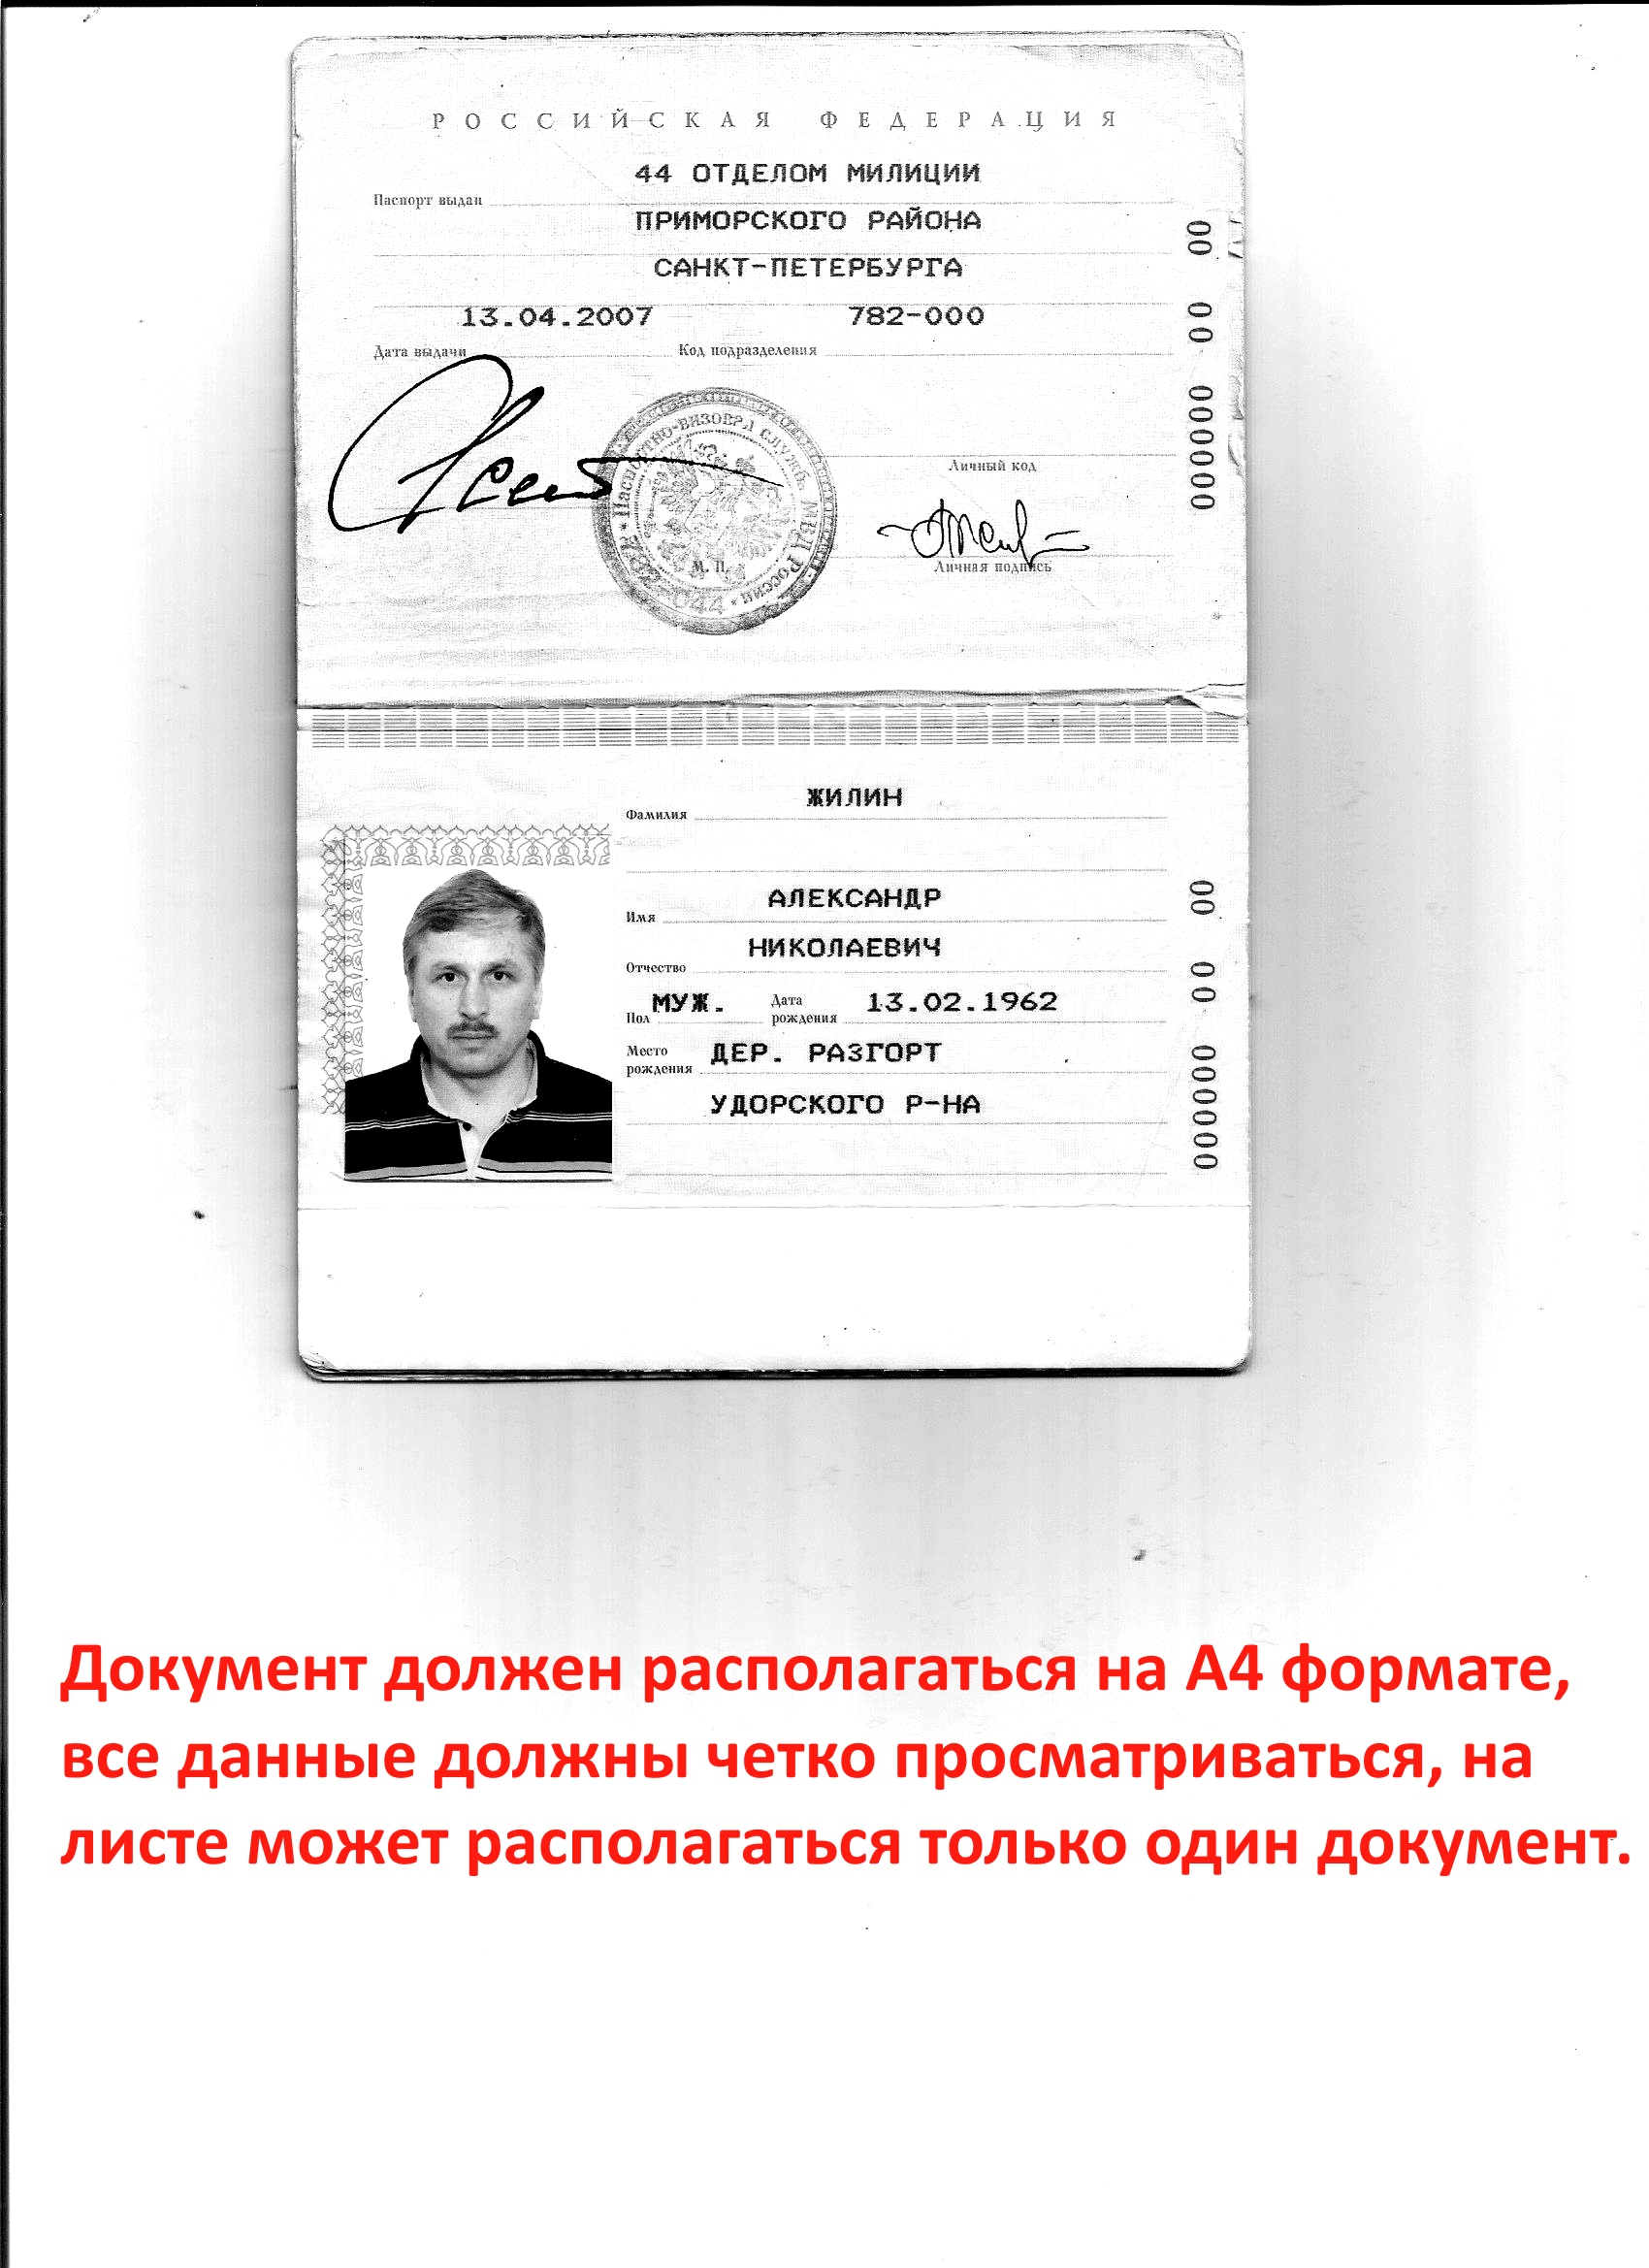 РОССИЙСКАЯ ФЕДЕРАЦИЯ
44 ОТДЕЛОМ МИЛИЦИИ
Паспорт выдан
ПРИМОРСКОГО РАЙОНА
САНКТ-ПЕТЕРБУРГА
13.04.2007 782-000
Дата выдачи Код подразделения
00 00 000000
Личный код
Паспортно-визовая служба МВД России
М. П.
044
Личная подпись
ЖИЛИН
Фамилия
АЛЕКСАНДР
Имя
НИКОЛАЕВИЧ
Отчество
МУЖ. Дата 13.02.1962
Пол рождения
Место ДЕР. РАЗГОРТ
рождения
УДОРСКОГО Р-НА
00 00 000000
Документ должен располагаться на А4 формате,
все данные должны четко просматриваться, на
листе может располагаться только один документ.